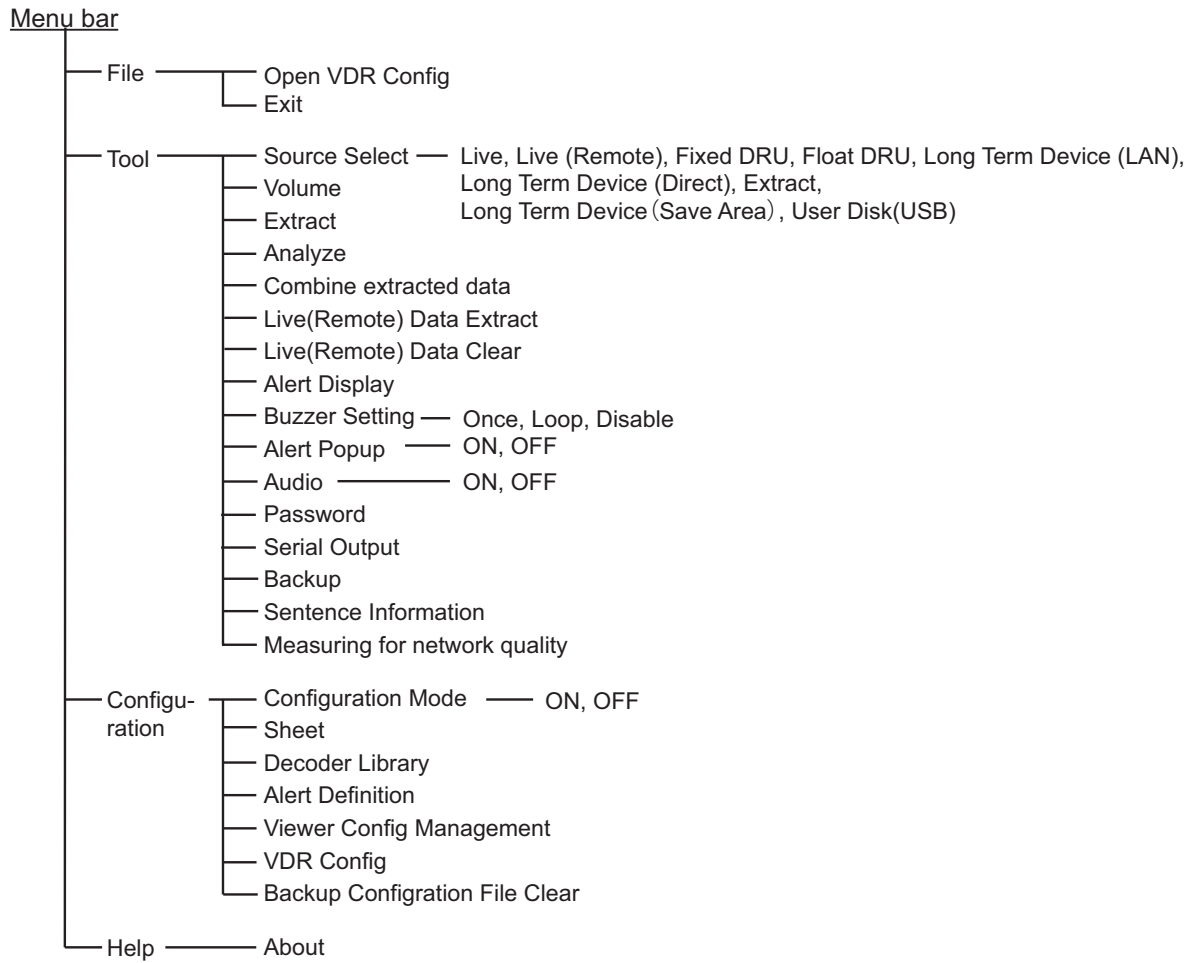 Menu bar
File
Open VDR Config
Exit
Tool
Source Select
Live, Live (Remote), Fixed DRU, Float DRU, Long Term Device (LAN),
Long Term Device (Direct), Extract,
Long Term Device（Save Area）, User Disk(USB)
Volume
Extract
Analyze
Combine extracted data
Live(Remote) Data Extract
Live(Remote) Data Clear
Alert Display
Buzzer Setting
Once, Loop, Disable
Alert Popup
ON, OFF
Audio
ON, OFF
Password
Serial Output
Backup
Sentence Information
Measuring for network quality
Configu-
ration
Configuration Mode
ON, OFF
Sheet
Decoder Library
Alert Definition
Viewer Config Management
VDR Config
Backup Configration File Clear
Help
About